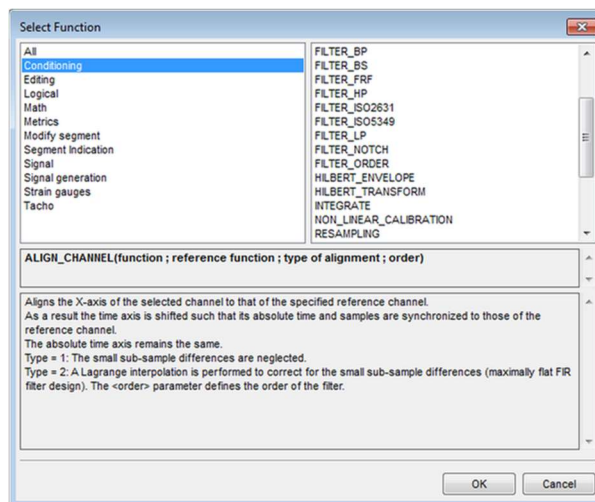 Select Function
All
Conditioning
Editing
Logical
Math
Metrics
Modify segment
Segment Indication
Signal
Signal generation
Strain gauges
Tacho
FILTER_BP
FILTER_BS
FILTER_FRF
FILTER_HP
FILTER_ISO2631
FILTER_ISO5349
FILTER_LP
FILTER_NOTCH
FILTER_ORDER
HILBERT_ENVELOPE
HILBERT_TRANSFORM
INTEGRATE
NON_LINEAR_CALIBRATION
RESAMPLING
ALIGN_CHANNEL(function ; reference function ; type of alignment ; order)
Aligns the X-axis of the selected channel to that of the specified reference channel.
As a result the time axis is shifted such that its absolute time and samples are synchronized to those of the
reference channel.
The absolute time axis remains the same.
Type = 1: The small sub-sample differences are neglected.
Type = 2: A Lagrange interpolation is performed to correct for the small sub-sample differences (maximally flat FIR
filter design). The <order> parameter defines the order of the filter.
OK
Cancel